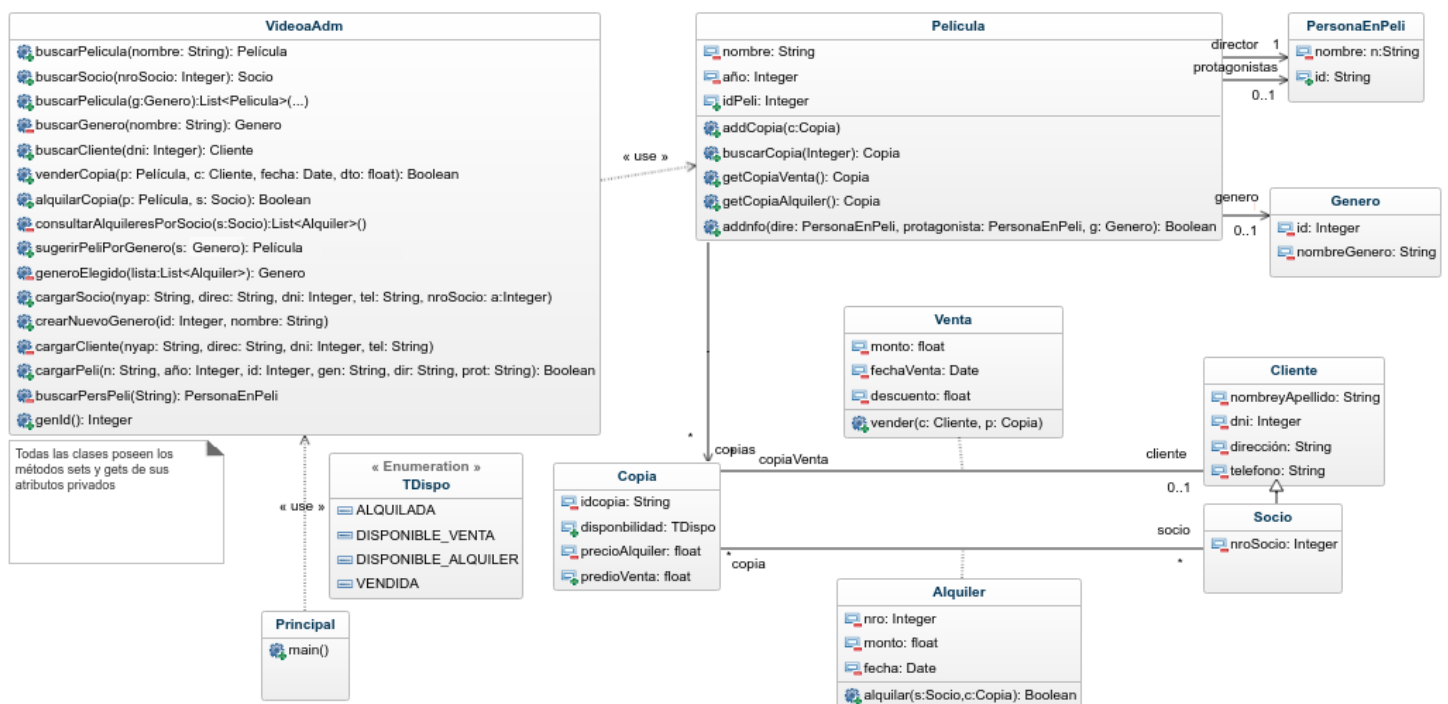 VideoaAdm
buscarPelicula(nombre: String): Película
buscarSocio(nroSocio: Integer): Socio
buscarPelicula(g:Genero):List<Pelicula>(...)
buscarGenero(nombre: String): Genero
buscarCliente(dni: Integer): Cliente
venderCopia(p: Película, c: Cliente, fecha: Date, dto: float): Boolean
alquilarCopia(p: Película, s: Socio): Boolean
consultarAlquileresPorSocio(s:Socio):List<Alquiler>()
sugerirPeliPorGenero(s: Genero): Película
generoElegido(lista:List<Alquiler>): Genero
cargarSocio(nyap: String, direc: String, dni: Integer, tel: String, nroSocio: a:Integer)
crearNuevoGenero(id: Integer, nombre: String)
cargarCliente(nyap: String, direc: String, dni: Integer, tel: String)
cargarPeli(n: String, año: Integer, id: Integer, gen: String, dir: String, prot: String): Boolean
buscarPersPeli(String): PersonaEnPeli
genId(): Integer
« use »
Película
nombre: String
año: Integer
idPeli: Integer
addCopia(c:Copia)
buscarCopia(Integer): Copia
getCopiaVenta(): Copia
getCopiaAlquiler(): Copia
addnfo(dire: PersonaEnPeli, protagonista: PersonaEnPeli, g: Genero): Boolean
director 1
protagonistas
0..1
PersonaEnPeli
nombre: n:String
id: String
genero
0..1
Genero
id: Integer
nombreGenero: String
Todas las clases poseen los
métodos sets y gets de sus
atributos privados
« use »
« Enumeration »
TDispo
ALQUILADA
DISPONIBLE_VENTA
DISPONIBLE_ALQUILER
VENDIDA
Principal
main()
Venta
monto: float
fechaVenta: Date
descuento: float
vender(c: Cliente, p: Copia)
*
copias
copiaVenta
cliente
0..1
Copia
idcopia: String
disponbilidad: TDispo
precioAlquiler: float
predioVenta: float
Cliente
nombreyApellido: String
dni: Integer
dirección: String
telefono: String
*
copia
socio
*
Socio
nroSocio: Integer
Alquiler
nro: Integer
monto: float
fecha: Date
alquilar(s:Socio,c:Copia): Boolean